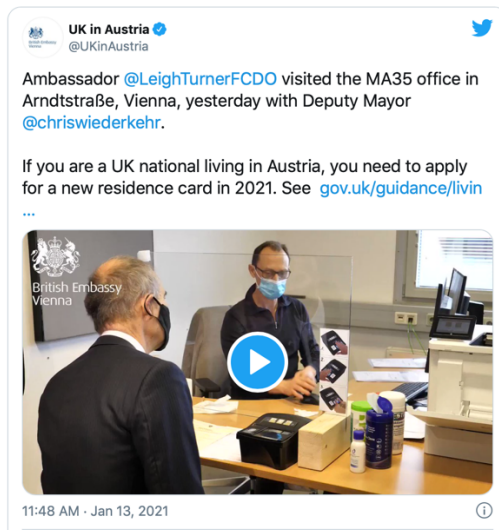 UK in Austria
@UKinAustria
Ambassador @LeighTurnerFCDO visited the MA35 office in
Arndtstraße, Vienna, yesterday with Deputy Mayor
@chriswiederkehr.
If you are a UK national living in Austria, you need to apply
for a new residence card in 2021. See gov.uk/guidance/livin
...
British Embassy
Vienna
11:48 AM · Jan 13, 2021